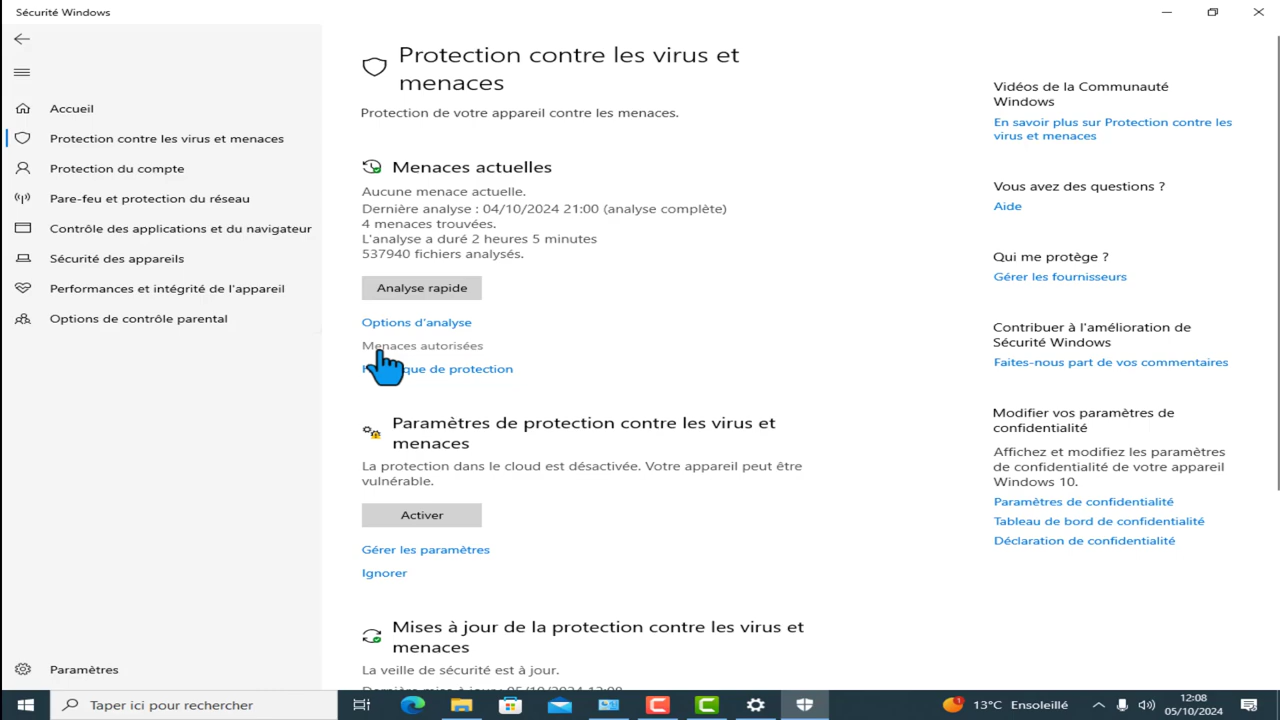 Sécurité Windows
Accueil
Protection contre les virus et menaces
Protection du compte
Pare-feu et protection du réseau
Contrôle des applications et du navigateur
Sécurité des appareils
Performances et intégrité de l'appareil
Options de contrôle parental
Paramètres
Protection contre les virus et
menaces
Protection de votre appareil contre les menaces.
Menaces actuelles
Aucune menace actuelle.
Dernière analyse : 04/10/2024 21:00 (analyse complète)
4 menaces trouvées.
L'analyse a duré 2 heures 5 minutes
537940 fichiers analysés.
Analyse rapide
Options d'analyse
Menaces autorisées
de protection
Paramètres de protection contre les virus et
menaces
La protection dans le cloud est désactivée. Votre appareil peut être
vulnérable.
Activer
Gérer les paramètres
Ignorer
Mises à jour de la protection contre les virus et
menaces
La veille de sécurité est à jour.
Dernière mise à jour : 05/10/2024 12:08
Vidéos de la Communauté
Windows
En savoir plus sur Protection contre les
virus et menaces
Vous avez des questions ?
Aide
Qui me protège ?
Gérer les fournisseurs
Contribuer à l'amélioration de
Sécurité Windows
Faites-nous part de vos commentaires
Modifier vos paramètres de
confidentialité
Affichez et modifiez les paramètres
de confidentialité de votre appareil
Windows 10.
Paramètres de confidentialité
Tableau de bord de confidentialité
Déclaration de confidentialité
Taper ici pour rechercher
13°C Ensoleillé
12:08
05/10/2024